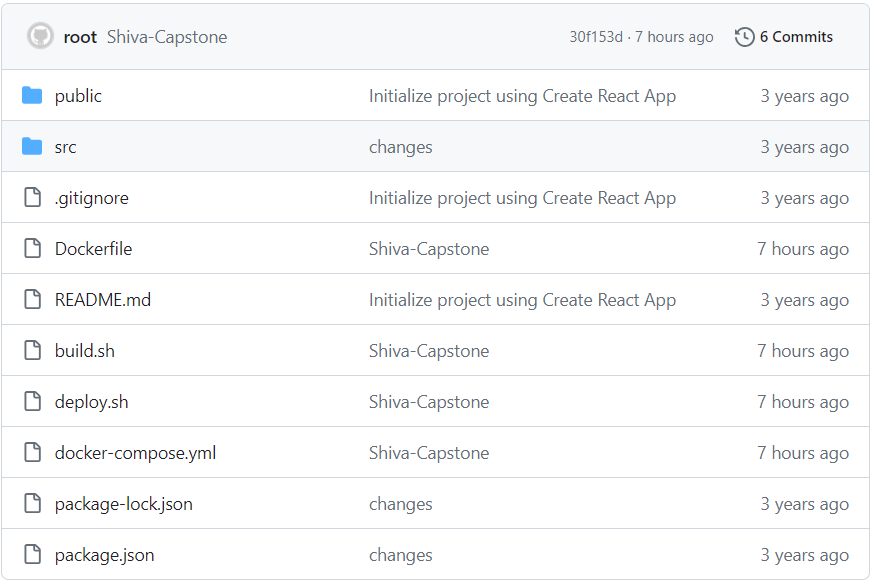 root Shiva-Capstone 30f153d · 7 hours ago 6 Commits
public Initialize project using Create React App 3 years ago
src changes 3 years ago
.gitignore Initialize project using Create React App 3 years ago
Dockerfile Shiva-Capstone 7 hours ago
README.md Initialize project using Create React App 3 years ago
build.sh Shiva-Capstone 7 hours ago
deploy.sh Shiva-Capstone 7 hours ago
docker-compose.yml Shiva-Capstone 7 hours ago
package-lock.json changes 3 years ago
package.json changes 3 years ago